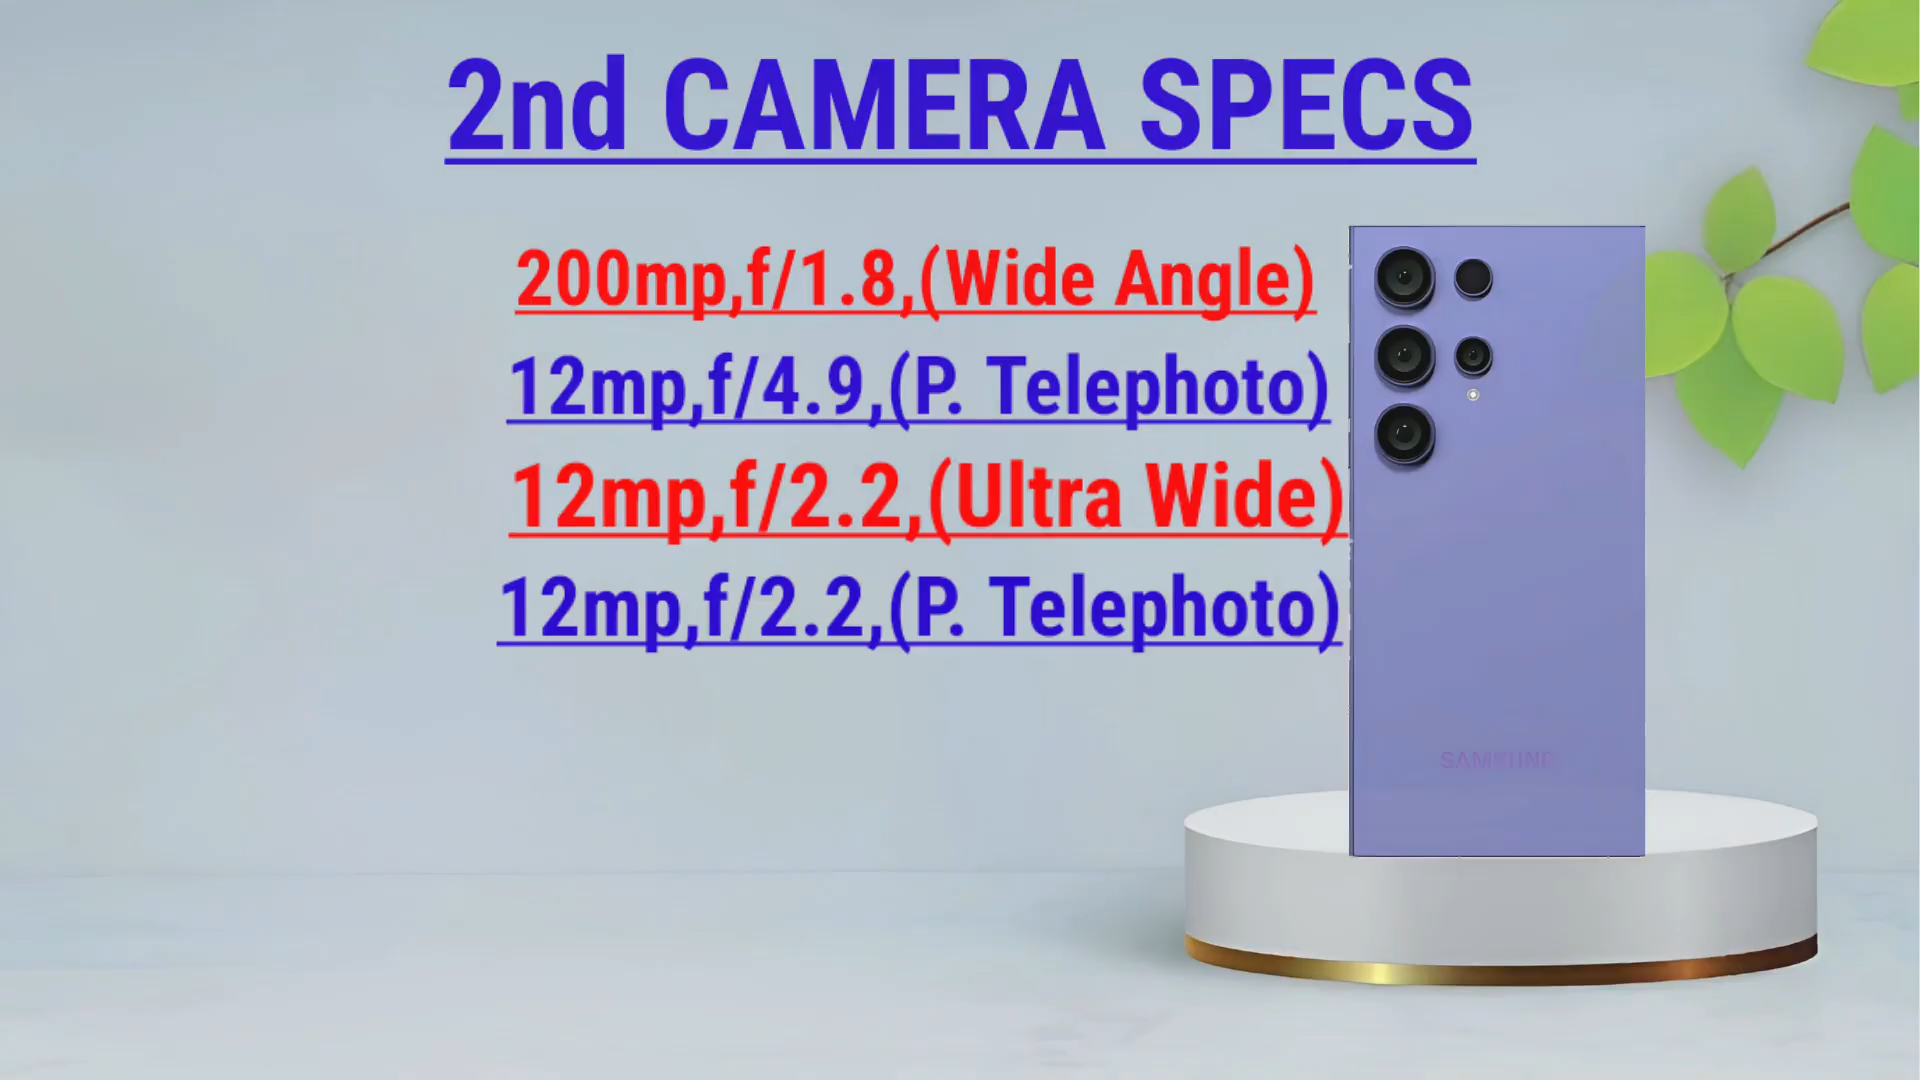 2nd CAMERA SPECS
200mp,f/1.8,(Wide Angle)
12mp,f/4.9,(P. Telephoto)
12mp,f/2.2,(Ultra Wide)
12mp,f/2.2,(P. Telephoto)
SAMSUNG